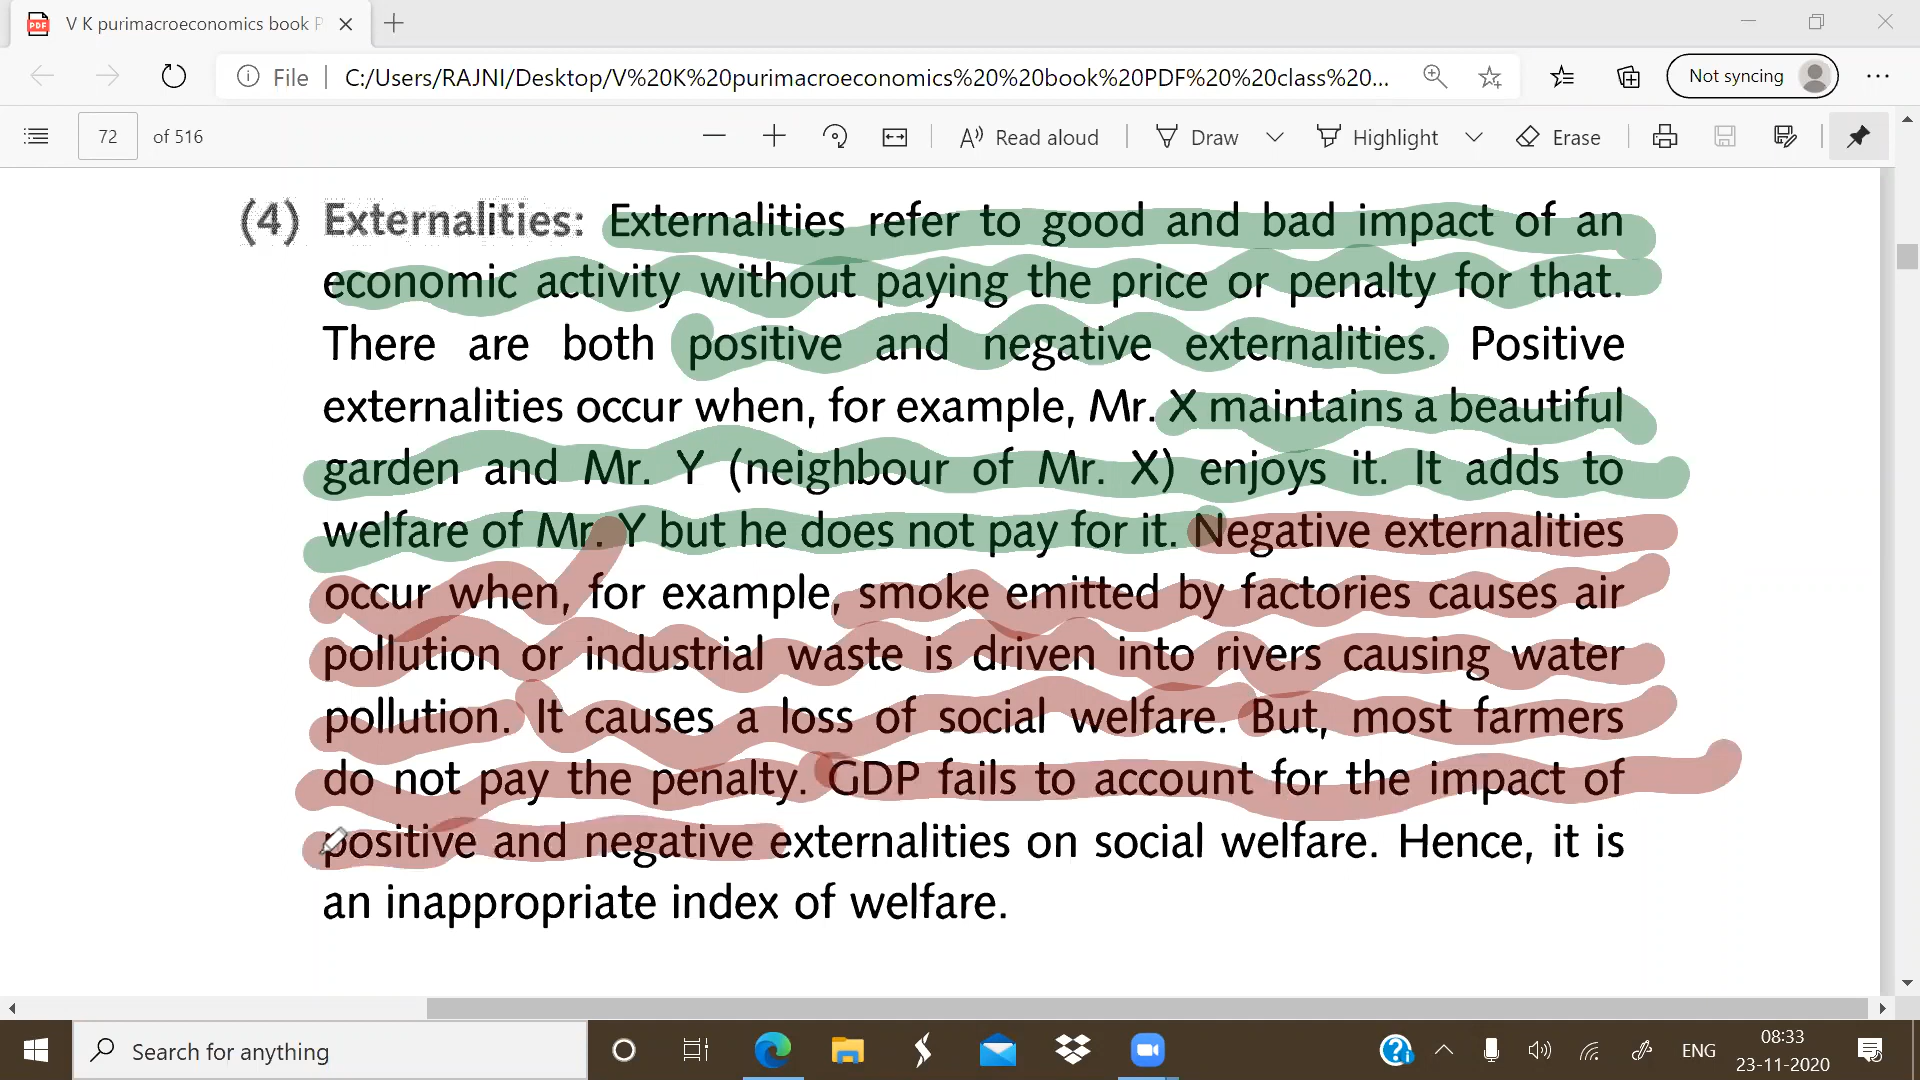 V K purimacroeconomics book P
File
C:/Users/RAJNI/Desktop/V%20K%20purimacroeconomics%20%20book%20PDF%20%20class%20...
Not syncing
72 of 516
Read aloud
Draw
Highlight
Erase
(4) Externalities: Externalities refer to good and bad impact of an
economic activity without paying the price or penalty for that.
There are both positive and negative externalities. Positive
externalities occur when, for example, Mr. X maintains a beautiful
garden and Mr. Y (neighbour of Mr. X) enjoys it. It adds to
welfare of Mr. Y but he does not pay for it. Negative externalities
occur when, for example, smoke emitted by factories causes air
pollution or industrial waste is driven into rivers causing water
pollution. It causes a loss of social welfare. But, most farmers
do not pay the penalty. GDP fails to account for the impact of
positive and negative externalities on social welfare. Hence, it is
an inappropriate index of welfare.
Search for anything
ENG
08:33
23-11-2020